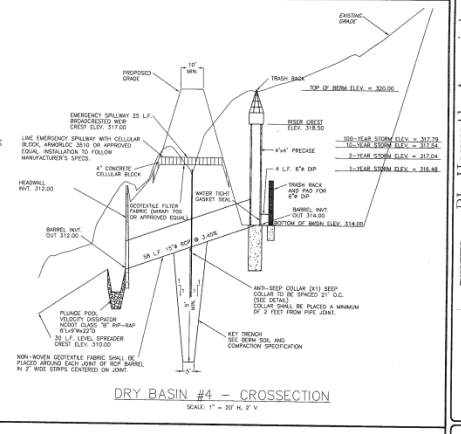 EXISTING
GRADE
10'
MIN.
PROPOSED
GRADE
TRASH RACK
TOP OF BERM ELEV. = 320.00
EMERGENCY SPILLWAY 25 L.F.
BROADCRESTED WEIR
CREST ELEV. 317.00
RISER CREST
ELEV. 318.50
LINE EMERGENCY SPILLWAY WITH CELLULAR
BLOCK, ARMORLOC 3510 OR APPROVED
EQUAL. INSTALLATION TO FOLLOW
MANUFACTURER'S SPECS.
100-YEAR STORM ELEV. = 317.79
10-YEAR STORM ELEV. = 317.54
2-YEAR STORM ELEV. = 317.04
1-YEAR STORM ELEV. = 316.48
4'x4' PRECASE
4" CONCRETE
CELLULAR BLOCK
4 L.F. 6"ø DIP
HEADWALL
INVT. 312.00
TRASH RACK
AND PAD FOR
6"ø DIP
GEOTEXTILE FILTER
FABRIC (MIRAFI 700
OR APPROVED EQUAL)
WATER TIGHT
GASKET SEAL
BARREL INVT.
OUT 314.00
BOTTOM OF BASIN ELEV. 314.00
BARREL INVT.
OUT 312.00
58 L.F. 15"ø RCP @ 3.45%
ANTI-SEEP COLLAR (X1) SEEP
COLLAR TO BE SPACED 21' O.C.
(SEE DETAIL)
COLLAR SHALL BE PLACED A MINIMUM
OF 2 FEET FROM PIPE JOINT.
5'
MIN.
PLUNGE POOL
VELOCITY DISSIPATOR
NCDOT CLASS "B" RIP-RAP
8'Lx9'Wx22"D
30 L.F. LEVEL SPREADER
CREST ELEV. 310.00
KEY TRENCH
SEE BERM SOIL AND
COMPACTION SPECIFICATION
NON-WOVEN GEOTEXTILE FABRIC SHALL BE
PLACED AROUND EACH JOINT OF RCP BARREL
IN 2' WIDE STRIPS CENTERED ON JOINT.
5'
DRY BASIN #4 - CROSSECTION
SCALE: 1" = 20' H, 2' V